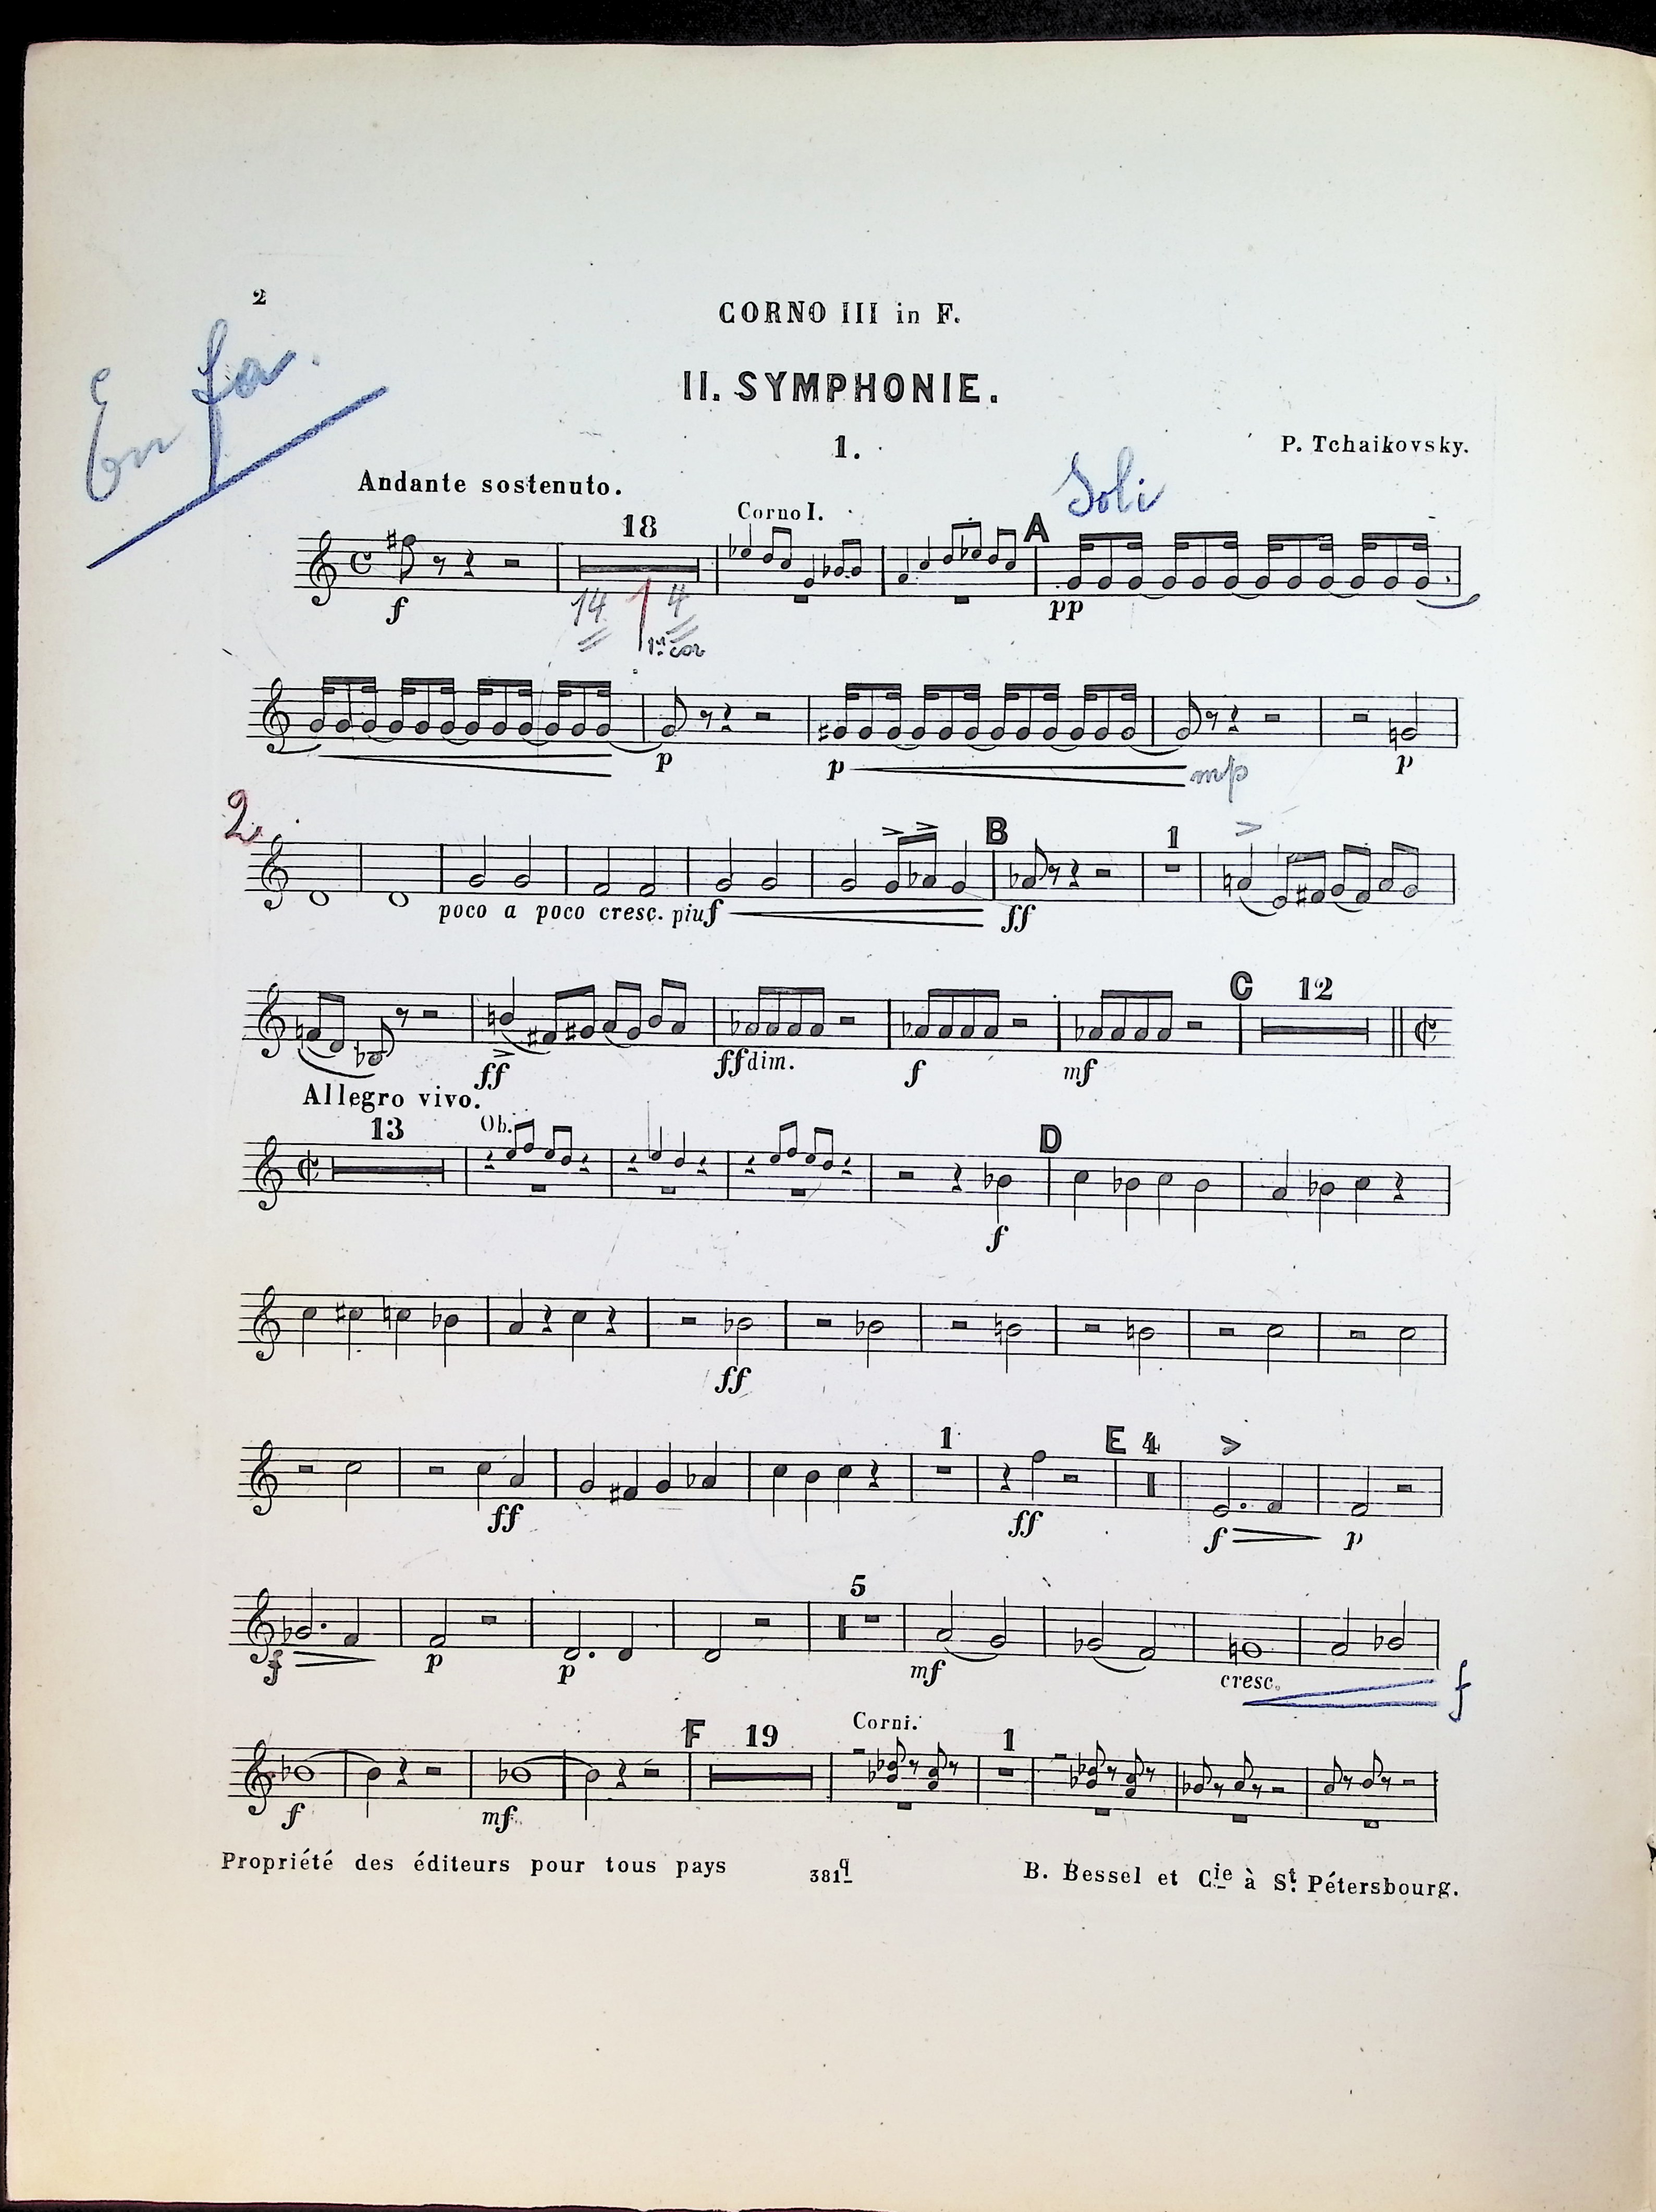 2
CORNO III in F.
En fa.
II. SYMPHONIE.
1.
P. Tchaikovsky.
Soli
Andante sostenuto.
18
Corno I.
A
f
14 1 4
pp
p
p
mp
p
2
B
1
poco a poco cresc. più f
ff
C
12
ff
ff dim.
f
mf
Allegro vivo.
13
Ob.
D
f
ff
1
E 4
ff
ff
f
p
5
f
p
p
mf
cresc.
f
F
19
Corni.
1
f
mf
Propriété des éditeurs pour tous pays
381q
B. Bessel et Cie à St. Pétersbourg.